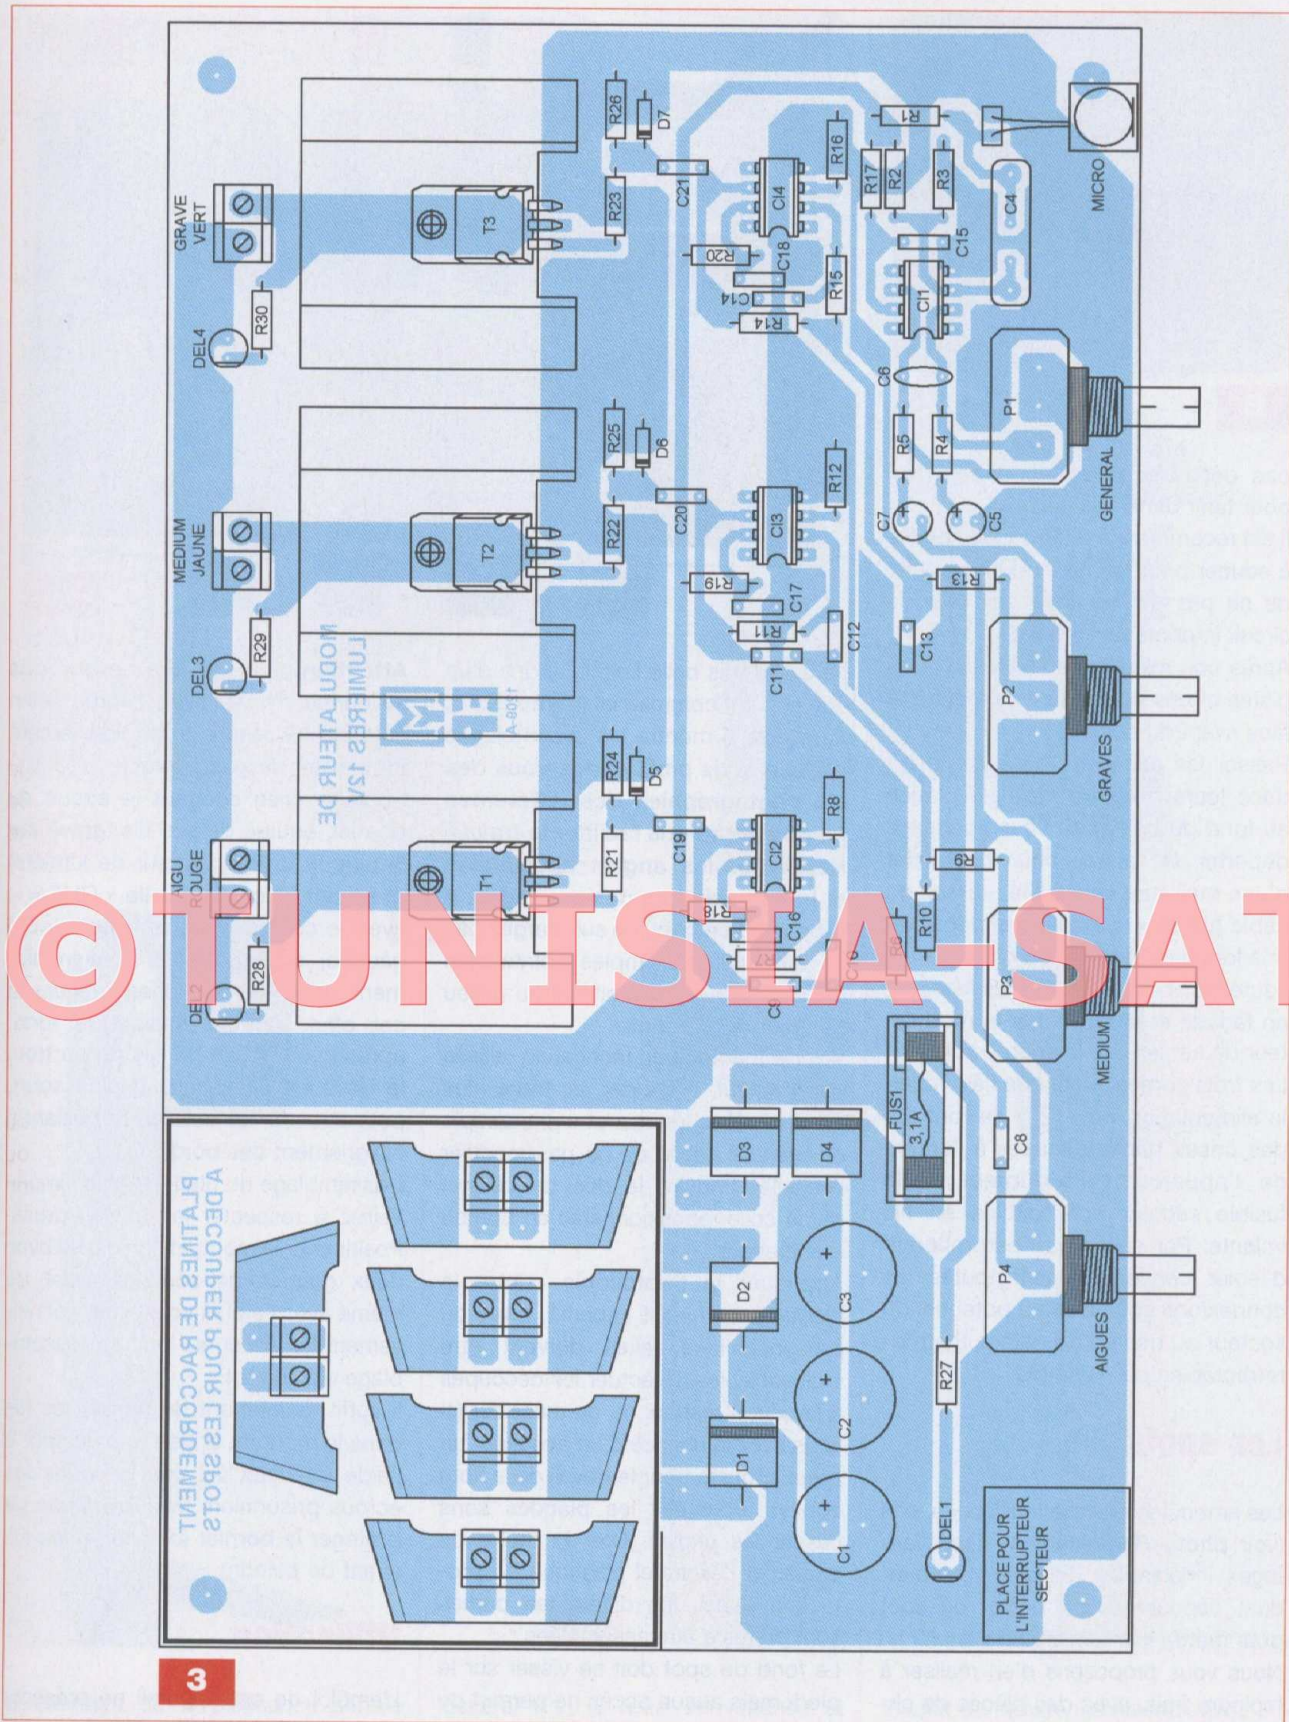 GRAVE
VERT
DEL4
R30
T3
R26
D7
R23
C21
R20
CI4
C18
C14
R14
R16
R15
R1
R17
R2
R3
C15
CI1
C4
MICRO
C6
R5
R4
P1
GENERAL
MEDIUM
JAUNE
DEL3
R29
T2
R25
D6
R22
C20
R19
CI3
C17
R11
C11
R12
C12
C7
C5
R13
C13
P2
GRAVES
MODULATEUR DE
LUMIERES 12V
1208-A
AIGU
ROUGE
DEL2
R28
T1
R24
D5
R21
C19
R18
CI2
C16
R7
C9
R8
C10
R9
R10
R6
P3
MEDIUM
FUS1
3,1A
C8
P4
AIGUES
D3
D4
D2
D1
C3
C2
C1
R27
DEL1
PLACE POUR
L'INTERRUPTEUR
SECTEUR
PLATINES DE RACCORDEMENT
A DECOUPER POUR LES SPOTS
3
©TUNISIA-SAT